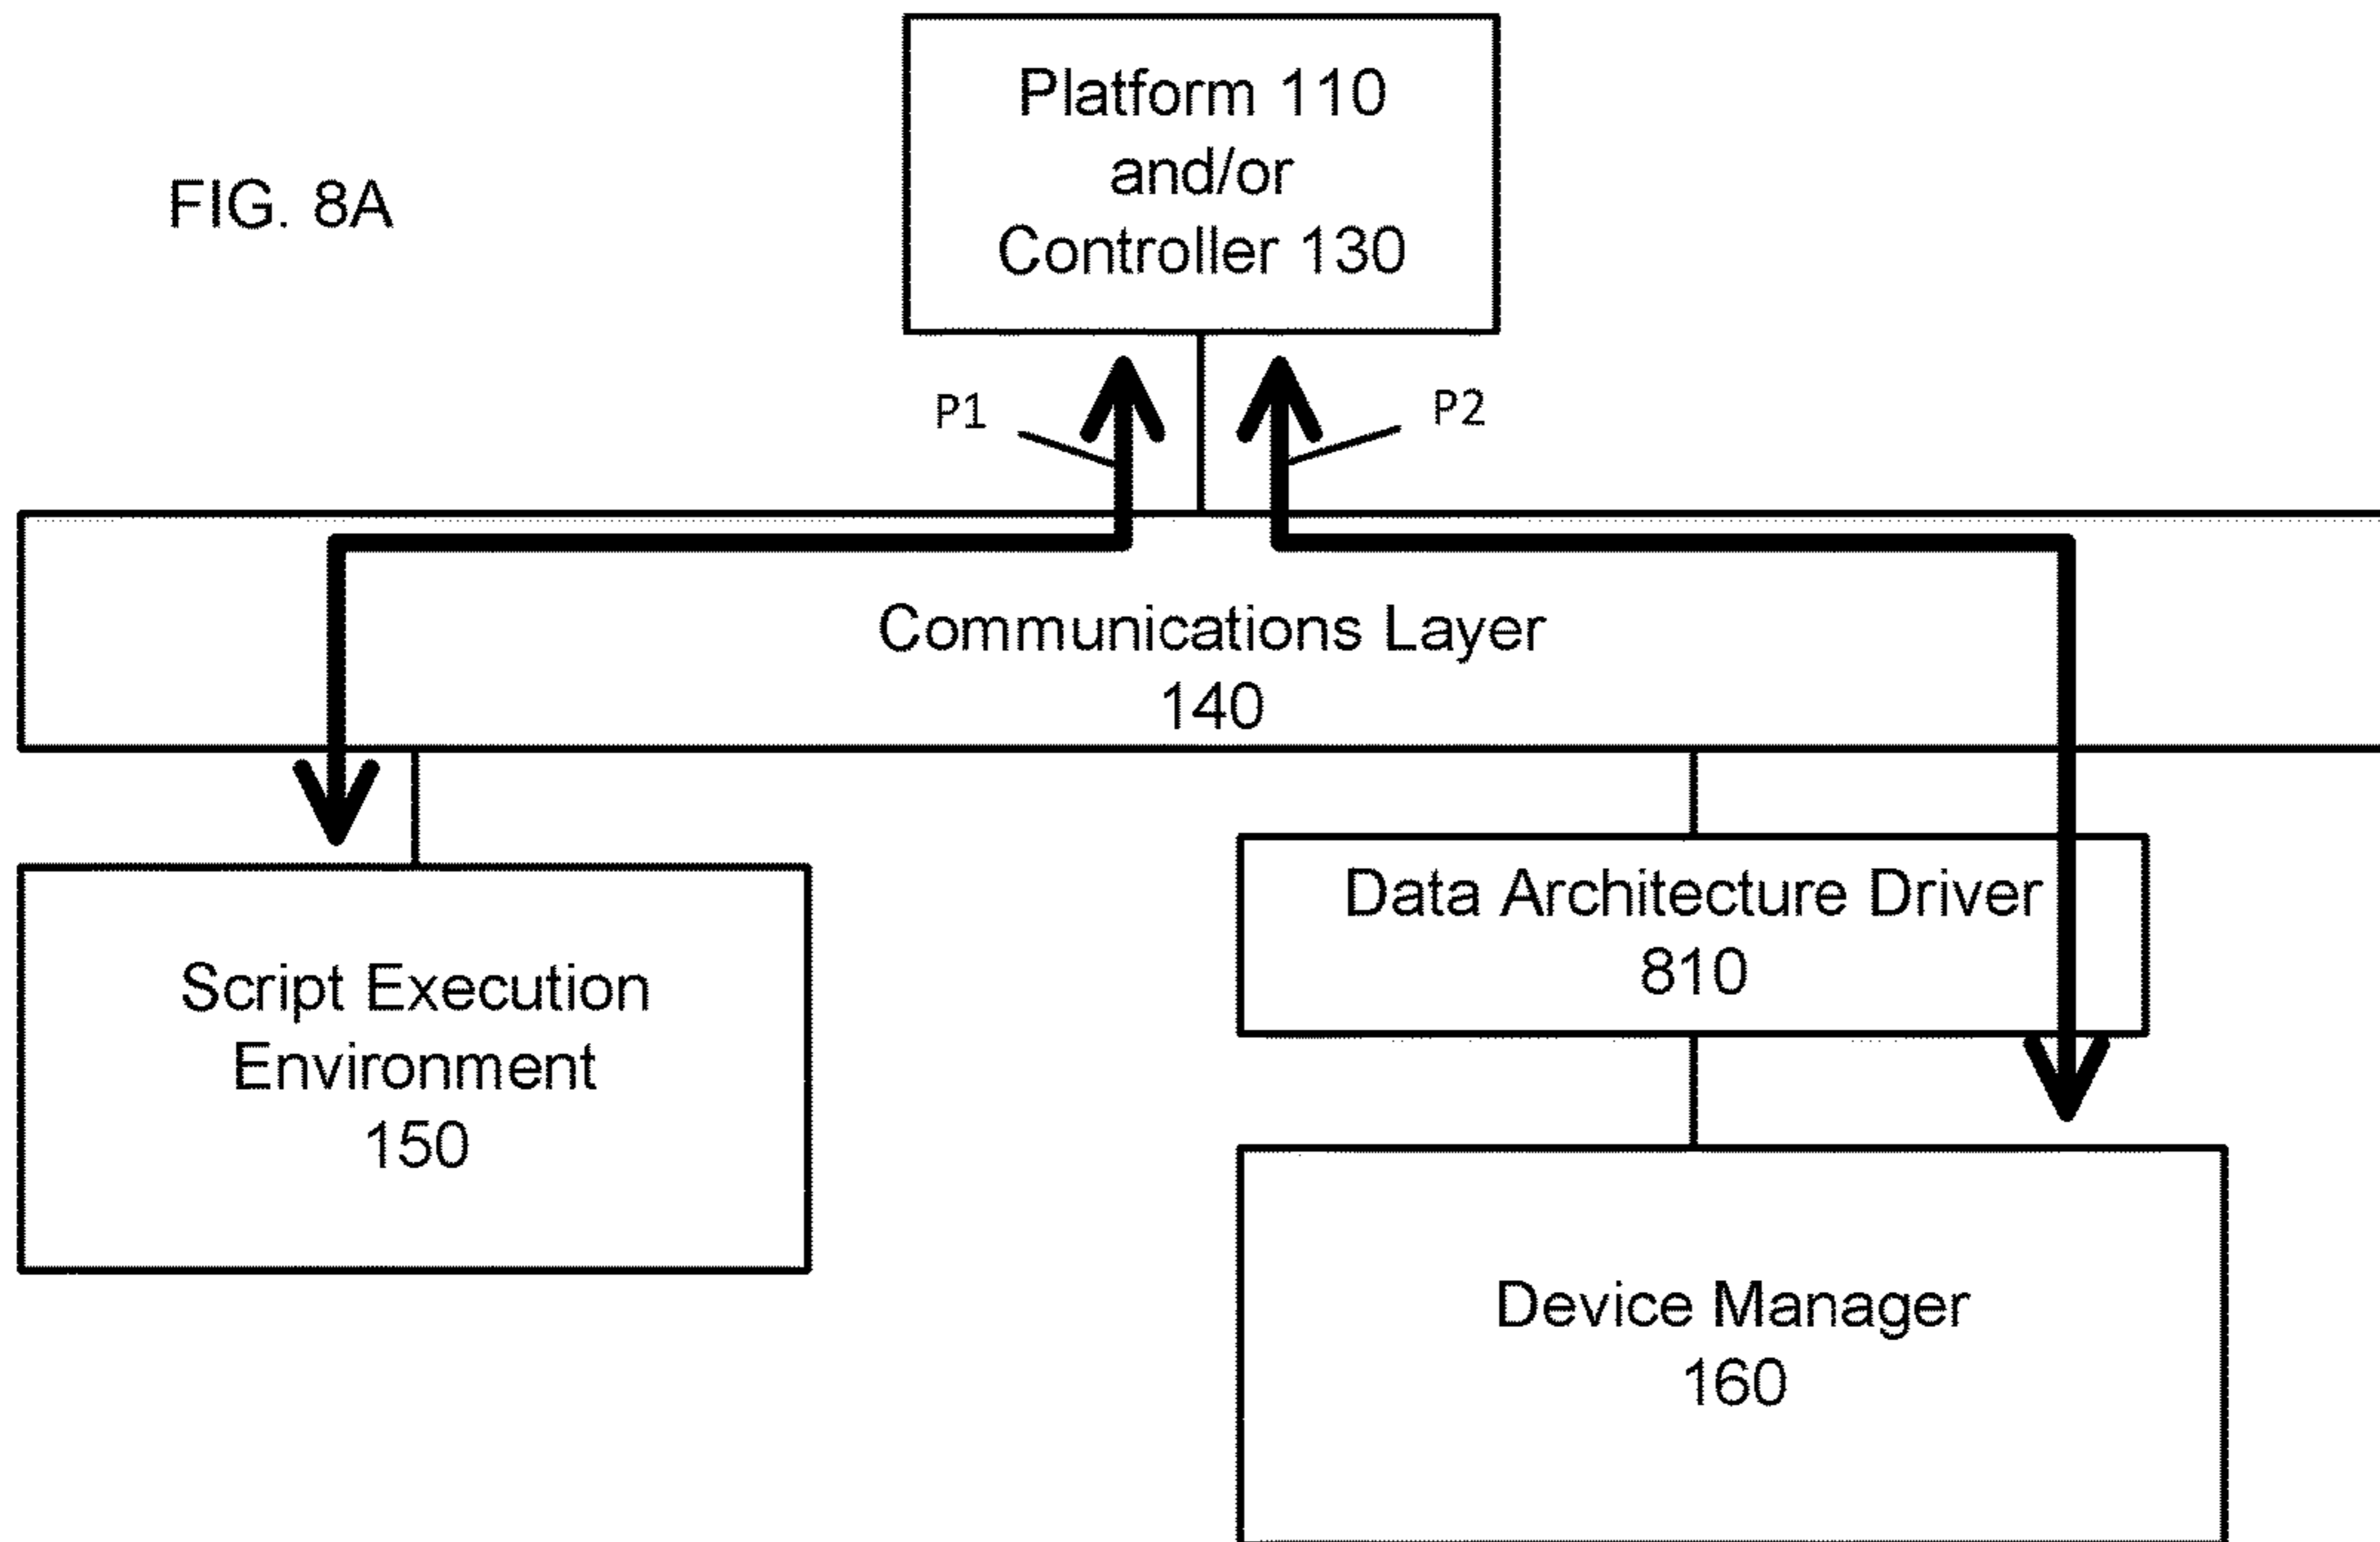 Platform 110
and/or
Controller 130
FIG. 8A
P1
P2
Communications Layer
140
Data Architecture Driver
810
Script Execution
Environment
150
Device Manager
160